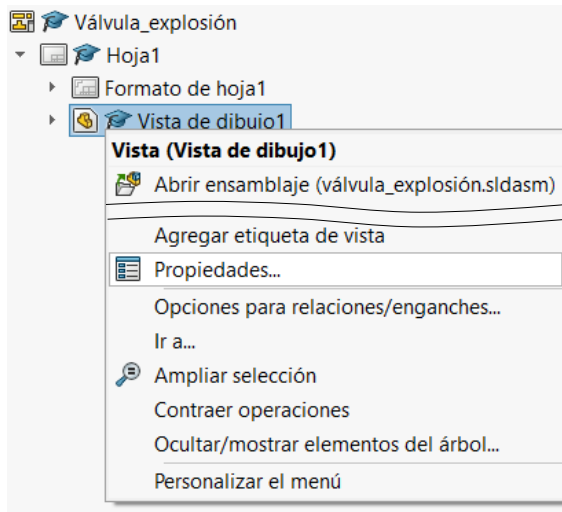 Válvula_explosión
Hoja1
Formato de hoja1
Vista de dibujo1
Vista (Vista de dibujo1)
Abrir ensamblaje (válvula_explosión.sldasm)
Agregar etiqueta de vista
Propiedades...
Opciones para relaciones/enganches...
Ir a...
Ampliar selección
Contraer operaciones
Ocultar/mostrar elementos del árbol...
Personalizar el menú